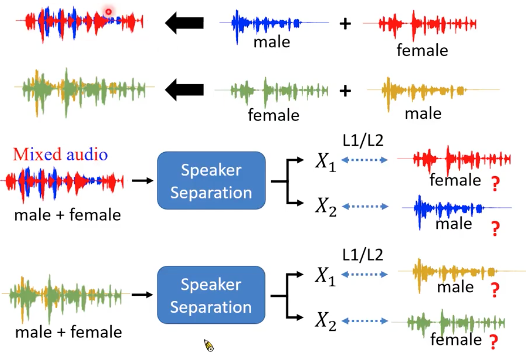 male + female
female + male
Mixed audio
male + female
Speaker Separation
X₁ L1/L2 female ?
X₂ male ?
male + female
Speaker Separation
X₁ L1/L2 male ?
X₂ female ?